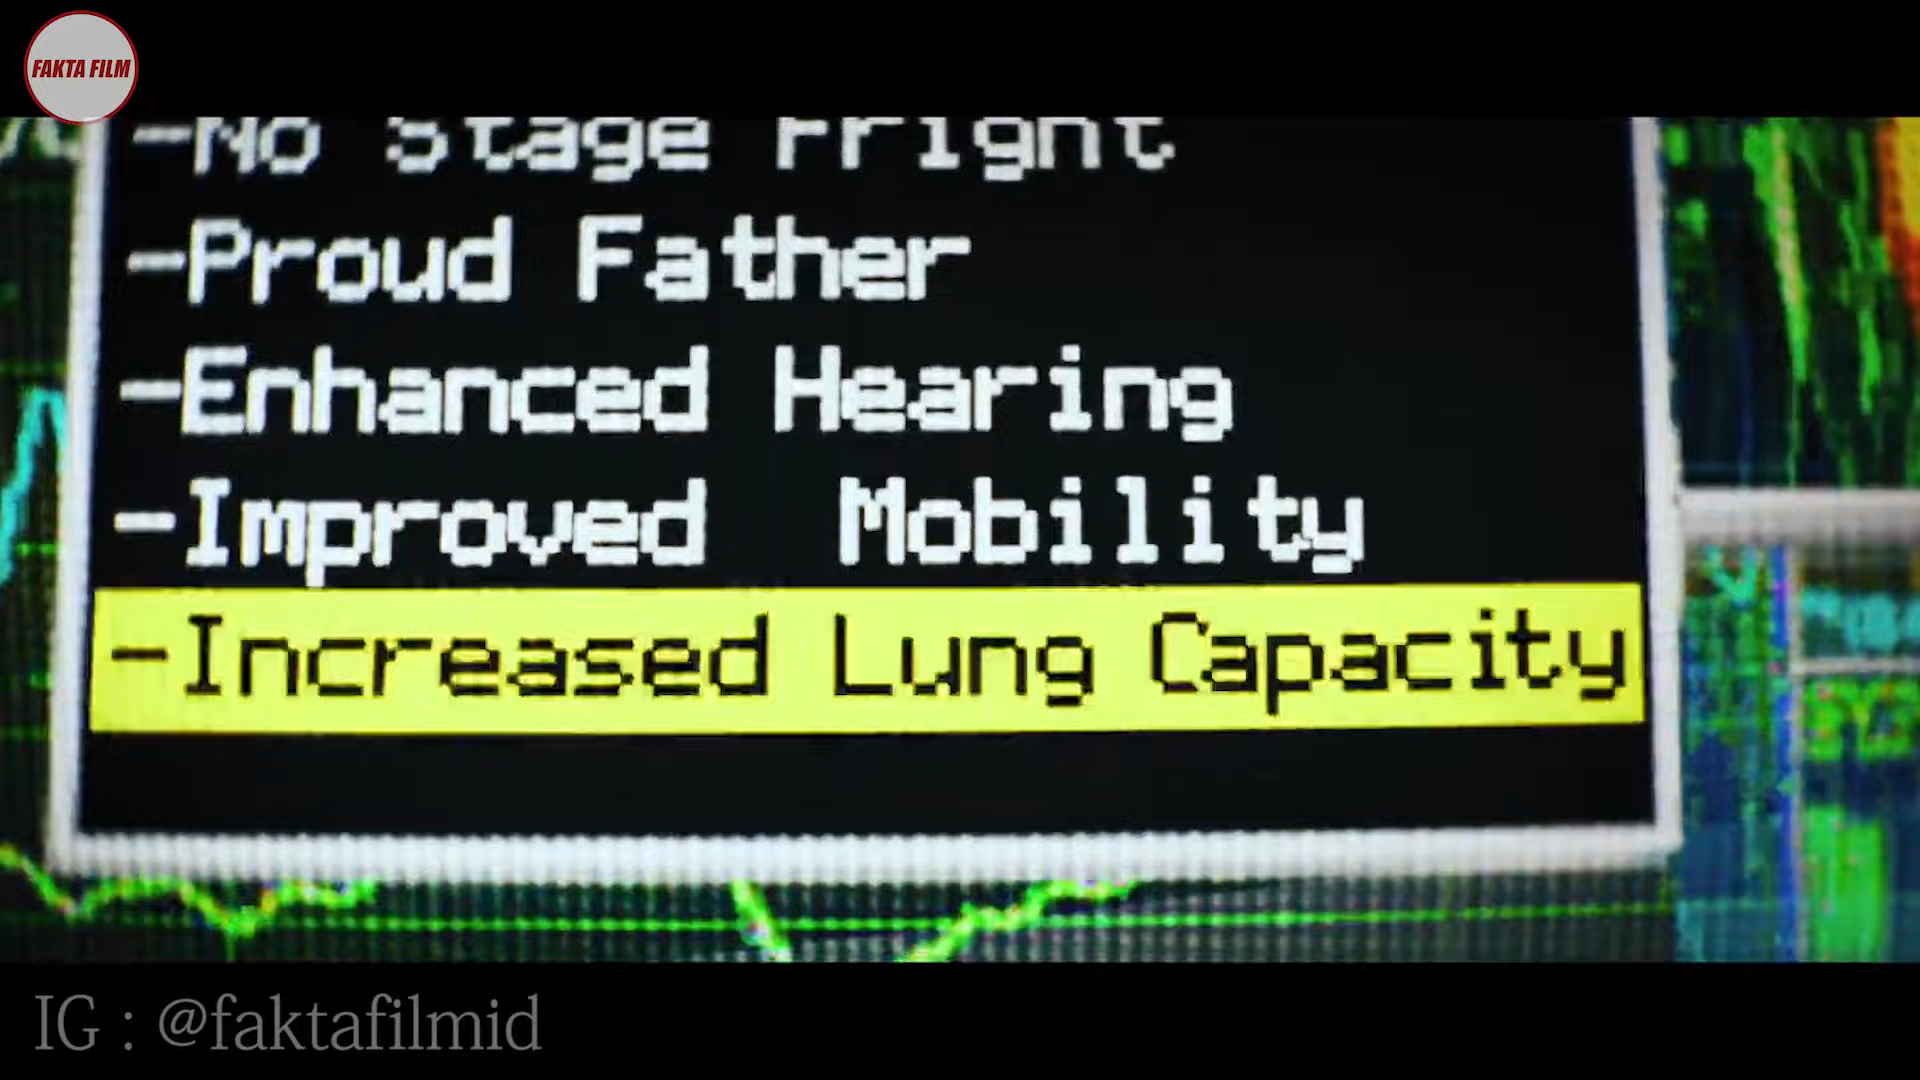 FAKTA FILM
-No Stage Fright
-Proud Father
-Enhanced Hearing
-Improved Mobility
-Increased Lung Capacity
IG : @faktafilmid